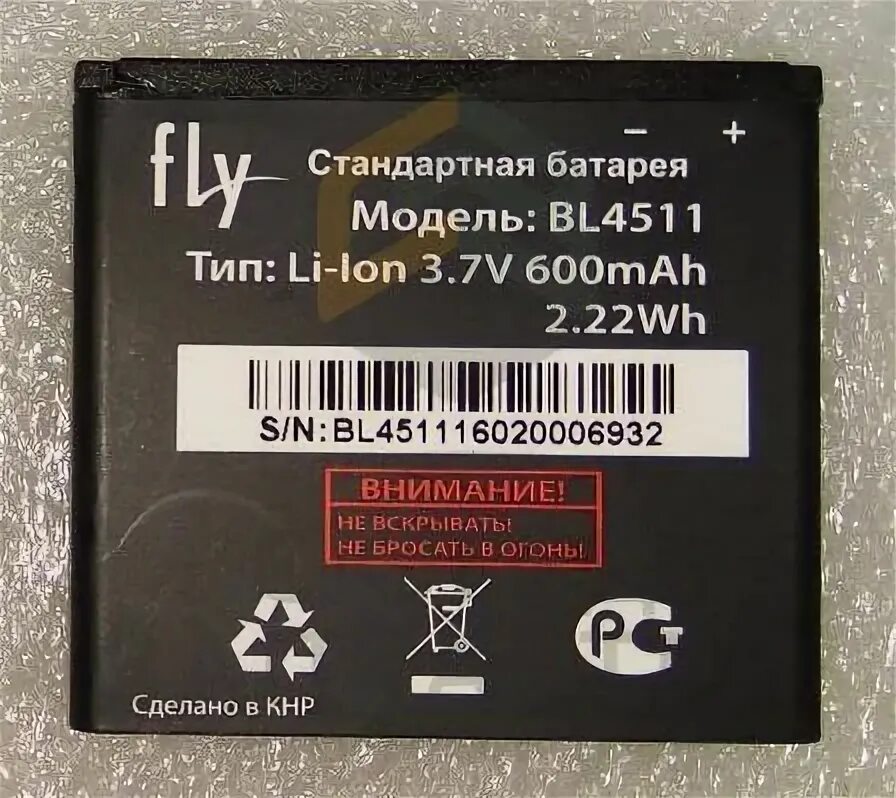 fly
− +
Стандартная батарея
Модель: BL4511
Тип: Li-Ion 3.7V 600mAh
2.22Wh
S/N:BL451116020006932
ВНИМАНИЕ!
НЕ ВСКРЫВАТЬ!
НЕ БРОСАТЬ В ОГОНЬ!
РСТ
Сделано в КНР